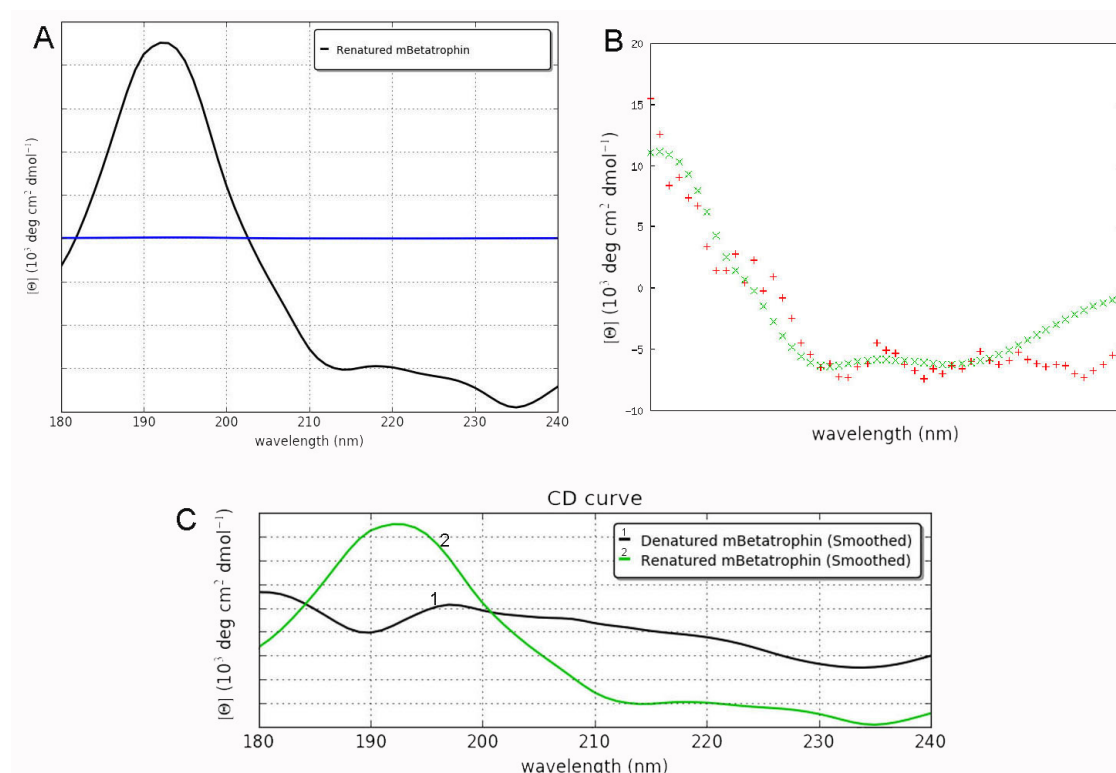 A
Renatured mBetatrophin
|Θ| (10³ deg cm² dmol⁻¹)
180 190 200 210 220 230 240
wavelength (nm)
B
20
15
10
5
0
−5
−10
|Θ| (10³ deg cm² dmol⁻¹)
wavelength (nm)
C
CD curve
1 Denatured mBetatrophin (Smoothed)
2 Renatured mBetatrophin (Smoothed)
2
1
|Θ| (10³ deg cm² dmol⁻¹)
180 190 200 210 220 230 240
wavelength (nm)